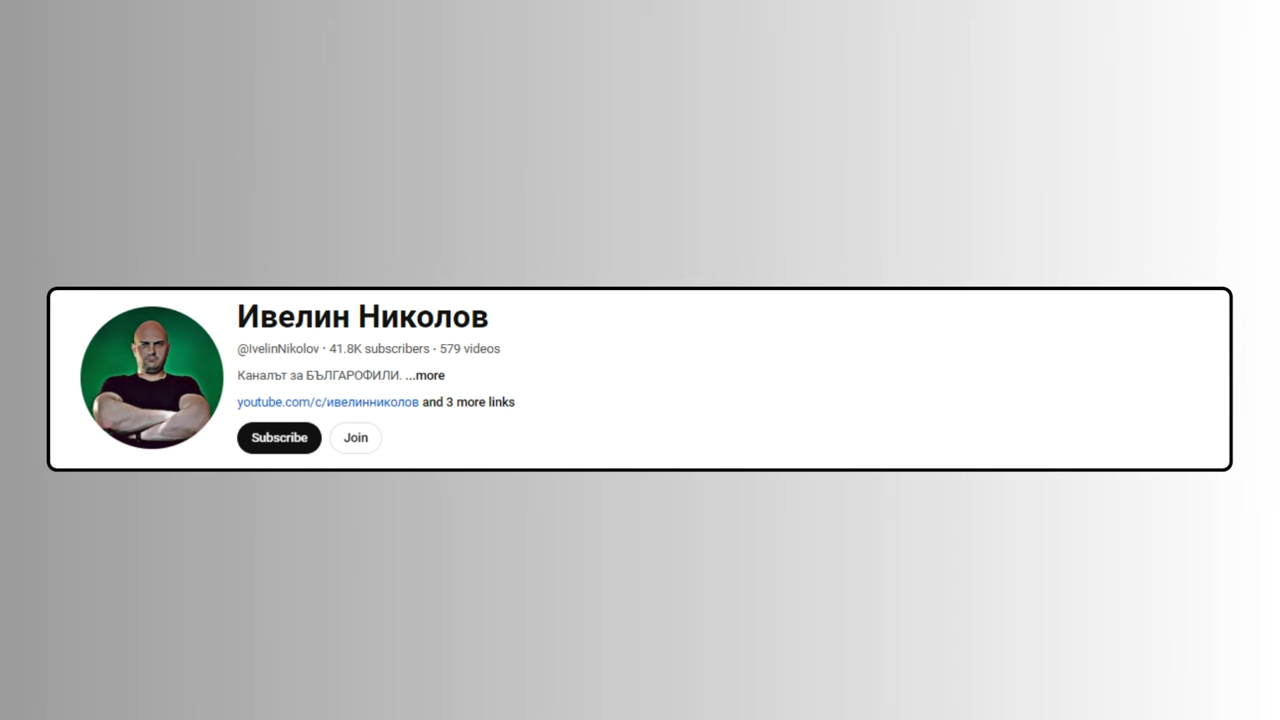 Ивелин Николов
@IvelinNikolov · 41.8K subscribers · 579 videos
Каналът за БЪЛГАРОФИЛИ. ...more
youtube.com/c/ивелинниколов and 3 more links
Subscribe Join